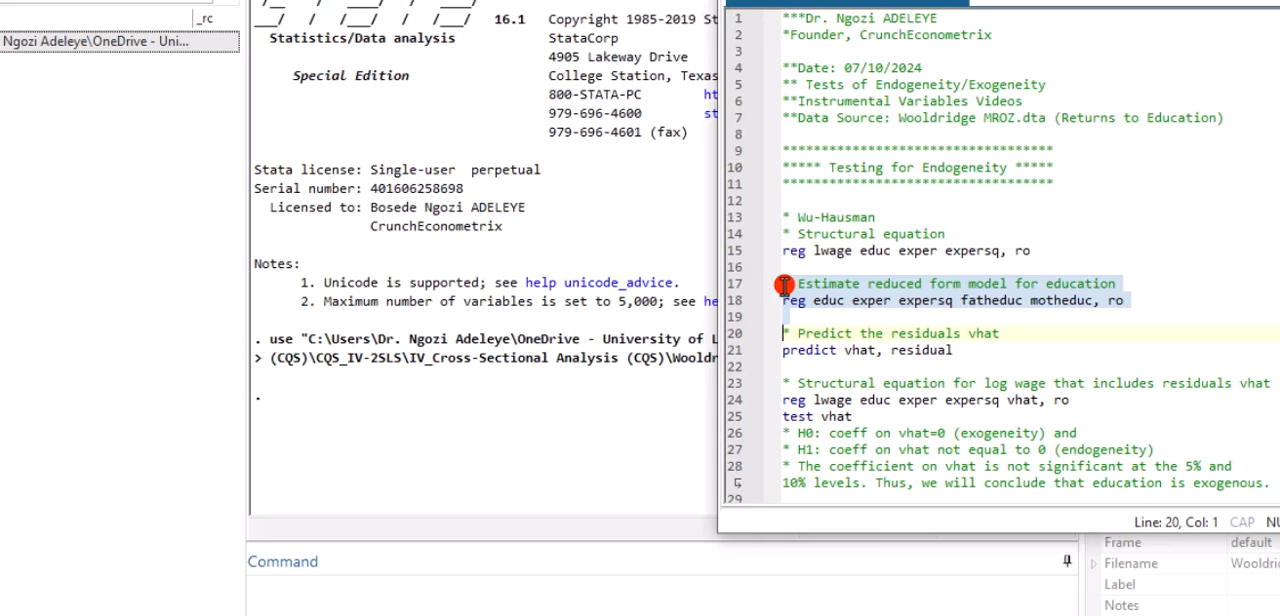 _rc
Ngozi Adeleye\OneDrive - Uni...
16.1 Copyright 1985-2019 St
Statistics/Data analysis StataCorp
4905 Lakeway Drive
Special Edition College Station, Texas
800-STATA-PC ht
979-696-4600 st
979-696-4601 (fax)
Stata license: Single-user perpetual
Serial number: 401606258698
Licensed to: Bosede Ngozi ADELEYE
CrunchEconometrix
Notes:
1. Unicode is supported; see help unicode_advice.
2. Maximum number of variables is set to 5,000; see he
. use "C:\Users\Dr. Ngozi Adeleye\OneDrive - University of L
> (CQS)\CQS_IV-2SLS\IV_Cross-Sectional Analysis (CQS)\Wooldr
.
Command
1 ***Dr. Ngozi ADELEYE
2 *Founder, CrunchEconometrix
3
4 **Date: 07/10/2024
5 ** Tests of Endogeneity/Exogeneity
6 **Instrumental Variables Videos
7 **Data Source: Wooldridge MROZ.dta (Returns to Education)
8
9 ***********************************
10 ***** Testing for Endogeneity *****
11 ***********************************
12
13 * Wu-Hausman
14 * Structural equation
15 reg lwage educ exper expersq, ro
16
17 Estimate reduced form model for education
18 reg educ exper expersq fatheduc motheduc, ro
19
20 * Predict the residuals vhat
21 predict vhat, residual
22
23 * Structural equation for log wage that includes residuals vhat
24 reg lwage educ exper expersq vhat, ro
25 test vhat
26 * H0: coeff on vhat=0 (exogeneity) and
27 * H1: coeff on vhat not equal to 0 (endogeneity)
28 * The coefficient on vhat is not significant at the 5% and
10% levels. Thus, we will conclude that education is exogenous.
29
Line: 20, Col: 1 CAP NU
Frame default
Filename Wooldri
Label
Notes